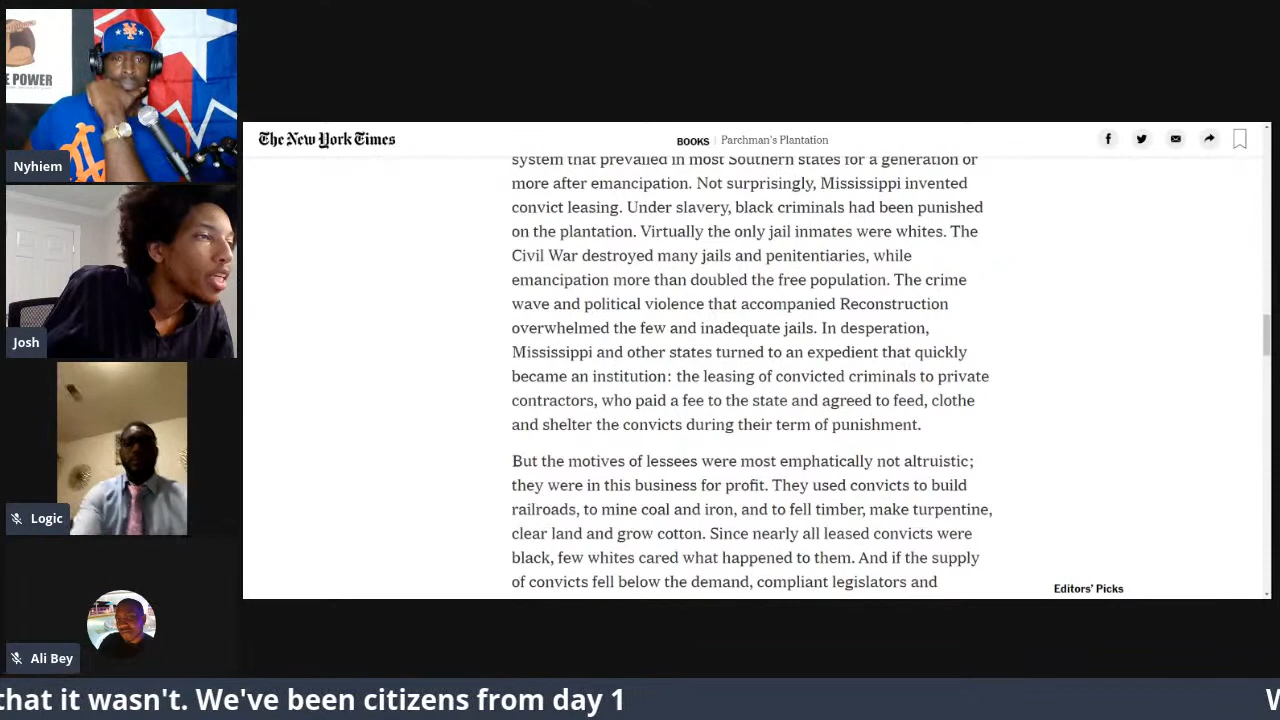 E POWER
Nyhiem
Josh
Logic
Ali Bey
The New York Times
BOOKS | Parchman's Plantation
system that prevailed in most Southern states for a generation or
more after emancipation. Not surprisingly, Mississippi invented
convict leasing. Under slavery, black criminals had been punished
on the plantation. Virtually the only jail inmates were whites. The
Civil War destroyed many jails and penitentiaries, while
emancipation more than doubled the free population. The crime
wave and political violence that accompanied Reconstruction
overwhelmed the few and inadequate jails. In desperation,
Mississippi and other states turned to an expedient that quickly
became an institution: the leasing of convicted criminals to private
contractors, who paid a fee to the state and agreed to feed, clothe
and shelter the convicts during their term of punishment.
But the motives of lessees were most emphatically not altruistic;
they were in this business for profit. They used convicts to build
railroads, to mine coal and iron, and to fell timber, make turpentine,
clear land and grow cotton. Since nearly all leased convicts were
black, few whites cared what happened to them. And if the supply
of convicts fell below the demand, compliant legislators and
Editors' Picks
that it wasn't. We've been citizens from day 1